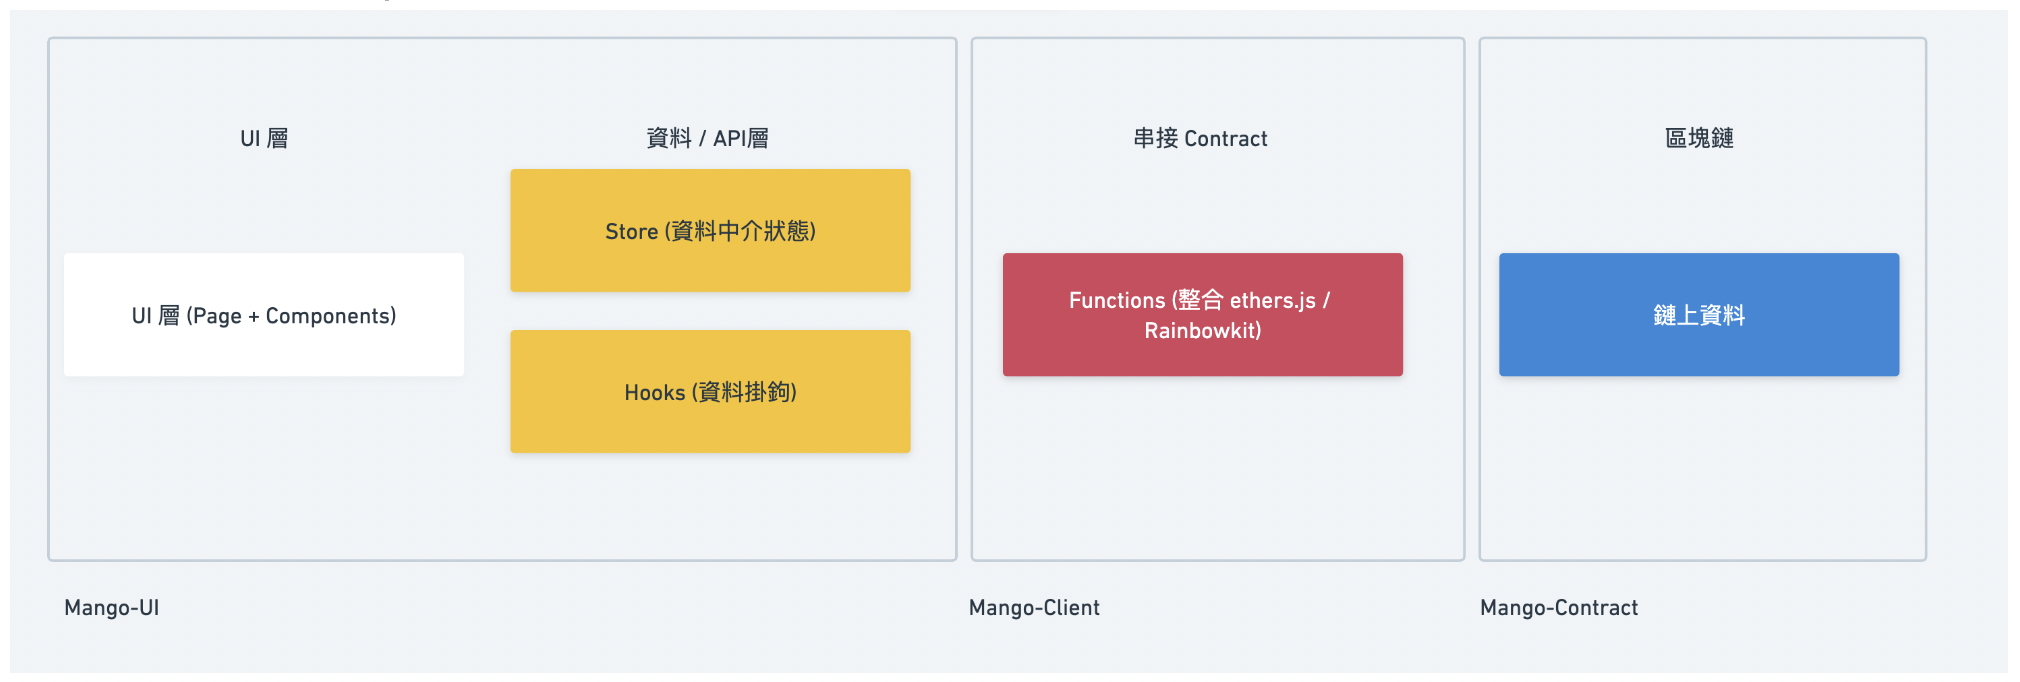 UI 層
資料 / API層
串接 Contract
區塊鏈
Store (資料中介狀態)
UI 層 (Page + Components)
Functions (整合 ethers.js /
Rainbowkit)
鏈上資料
Hooks (資料掛鉤)
Mango-UI
Mango-Client
Mango-Contract